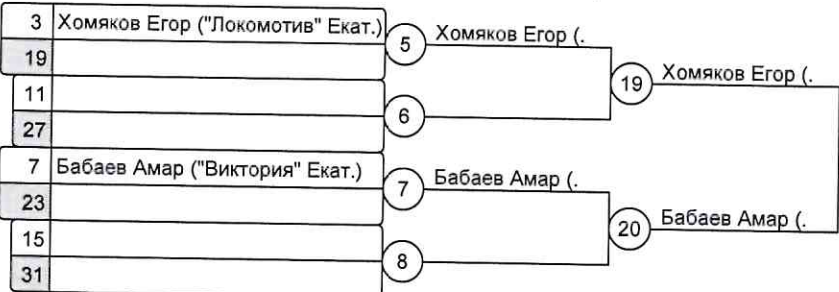 3 Хомяков Егор ("Локомотив" Екат.)
19
5
Хомяков Егор (.
11
27
6
19
Хомяков Егор (.
7 Бабаев Амар ("Виктория" Екат.)
23
7
Бабаев Амар (.
15
31
8
20
Бабаев Амар (.